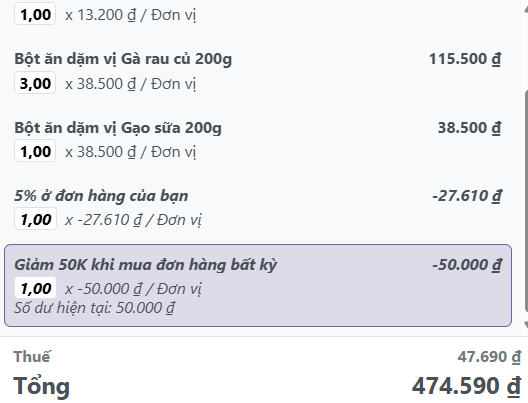 1,00 x 13.200 ₫ / Đơn vị
Bột ăn dặm vị Gà rau củ 200g 115.500 ₫
3,00 x 38.500 ₫ / Đơn vị
Bột ăn dặm vị Gạo sữa 200g 38.500 ₫
1,00 x 38.500 ₫ / Đơn vị
5% ở đơn hàng của bạn -27.610 ₫
1,00 x -27.610 ₫ / Đơn vị
Giảm 50K khi mua đơn hàng bất kỳ -50.000 ₫
1,00 x -50.000 ₫ / Đơn vị
Số dư hiện tại: 50.000 ₫
Thuế 47.690 ₫
Tổng 474.590 ₫